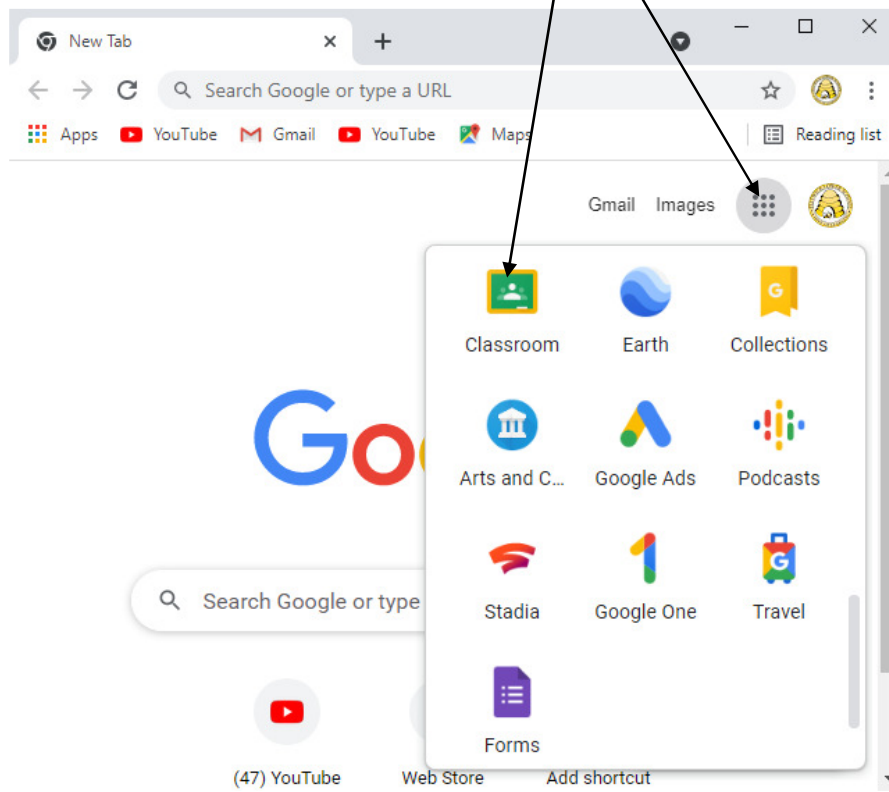 New Tab
Search Google or type a URL
Apps YouTube Gmail YouTube Maps Reading list
Gmail Images
Classroom Earth Collections
Goo
Arts and C... Google Ads Podcasts
Search Google or type
Stadia Google One Travel
Forms
(47) YouTube Web Store Add shortcut